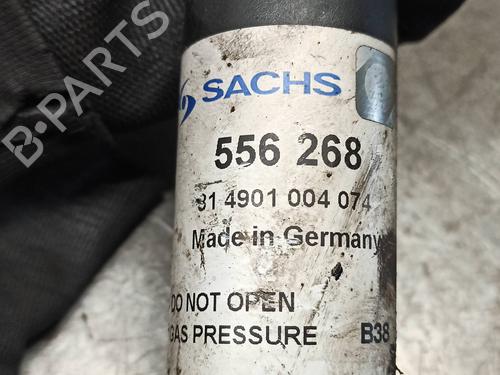 SACHS
556 268
31 4901 004 074
Made in Germany
DO NOT OPEN
GAS PRESSURE B38
B-PARTS